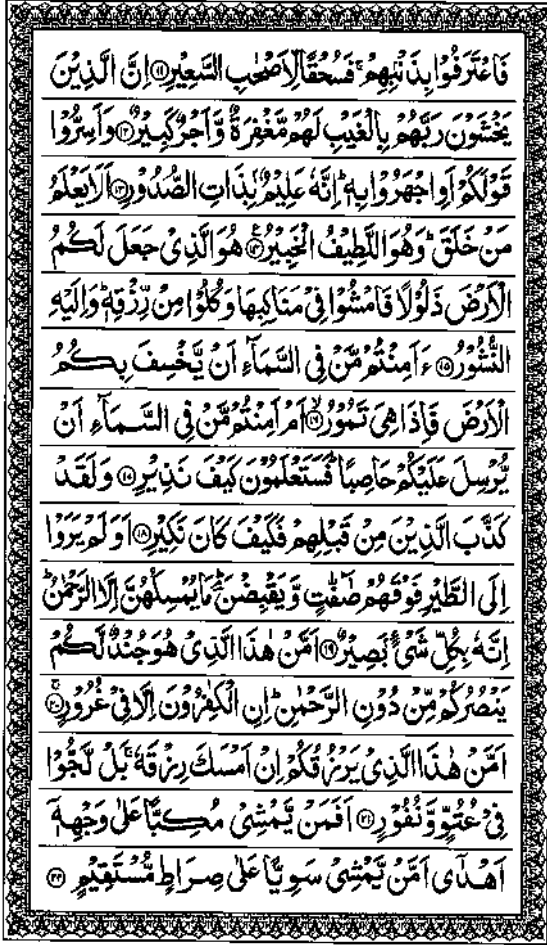 فَاعْتَرَفُوْا بِذَنْۢبِهِمْ ۚ فَسُحْقًا لِّاَصْحٰبِ السَّعِيْرِ ﴿۱۱﴾ اِنَّ الَّذِيْنَ
يَخْشَوْنَ رَبَّهُمْ بِالْغَيْبِ لَهُمْ مَّغْفِرَةٌ وَّاَجْرٌ كَبِيْرٌ ﴿۱۲﴾ وَاَسِرُّوْا
قَوْلَكُمْ اَوِ اجْهَرُوْا بِهٖ ؕ اِنَّهٗ عَلِيْمٌۢ بِذَاتِ الصُّدُوْرِ ﴿۱۳﴾ اَلَا يَعْلَمُ
مَنْ خَلَقَ ؕ وَهُوَ اللَّطِيْفُ الْخَبِيْرُ ﴿۱۴﴾ هُوَ الَّذِيْ جَعَلَ لَكُمُ
الْاَرْضَ ذَلُوْلًا فَامْشُوْا فِيْ مَنَاكِبِهَا وَكُلُوْا مِنْ رِّزْقِهٖ ؕ وَاِلَيْهِ
النُّشُوْرُ ﴿۱۵﴾ ءَاَمِنْتُمْ مَّنْ فِي السَّمَآءِ اَنْ يَّخْسِفَ بِكُمُ
الْاَرْضَ فَاِذَا هِيَ تَمُوْرُ ﴿۱۶﴾ اَمْ اَمِنْتُمْ مَّنْ فِي السَّمَآءِ اَنْ
يُّرْسِلَ عَلَيْكُمْ حَاصِبًا ؕ فَسَتَعْلَمُوْنَ كَيْفَ نَذِيْرِ ﴿۱۷﴾ وَلَقَدْ
كَذَّبَ الَّذِيْنَ مِنْ قَبْلِهِمْ فَكَيْفَ كَانَ نَكِيْرِ ﴿۱۸﴾ اَوَلَمْ يَرَوْا
اِلَى الطَّيْرِ فَوْقَهُمْ صٰٓفّٰتٍ وَّيَقْبِضْنَ ؔؕ مَا يُمْسِكُهُنَّ اِلَّا الرَّحْمٰنُ ؕ
اِنَّهٗ بِكُلِّ شَيْءٍۭ بَصِيْرٌ ﴿۱۹﴾ اَمَّنْ هٰذَا الَّذِيْ هُوَ جُنْدٌ لَّكُمْ
يَنْصُرُكُمْ مِّنْ دُوْنِ الرَّحْمٰنِ ؕ اِنِ الْكٰفِرُوْنَ اِلَّا فِيْ غُرُوْرٍ ﴿۲۰﴾
اَمَّنْ هٰذَا الَّذِيْ يَرْزُقُكُمْ اِنْ اَمْسَكَ رِزْقَهٗ ۚ بَلْ لَّجُّوْا
فِيْ عُتُوٍّ وَّنُفُوْرٍ ﴿۲۱﴾ اَفَمَنْ يَّمْشِيْ مُكِبًّا عَلٰى وَجْهِهٖۤ
اَهْدٰٓى اَمَّنْ يَّمْشِيْ سَوِيًّا عَلٰى صِرَاطٍ مُّسْتَقِيْمٍ ﴿۲۲﴾